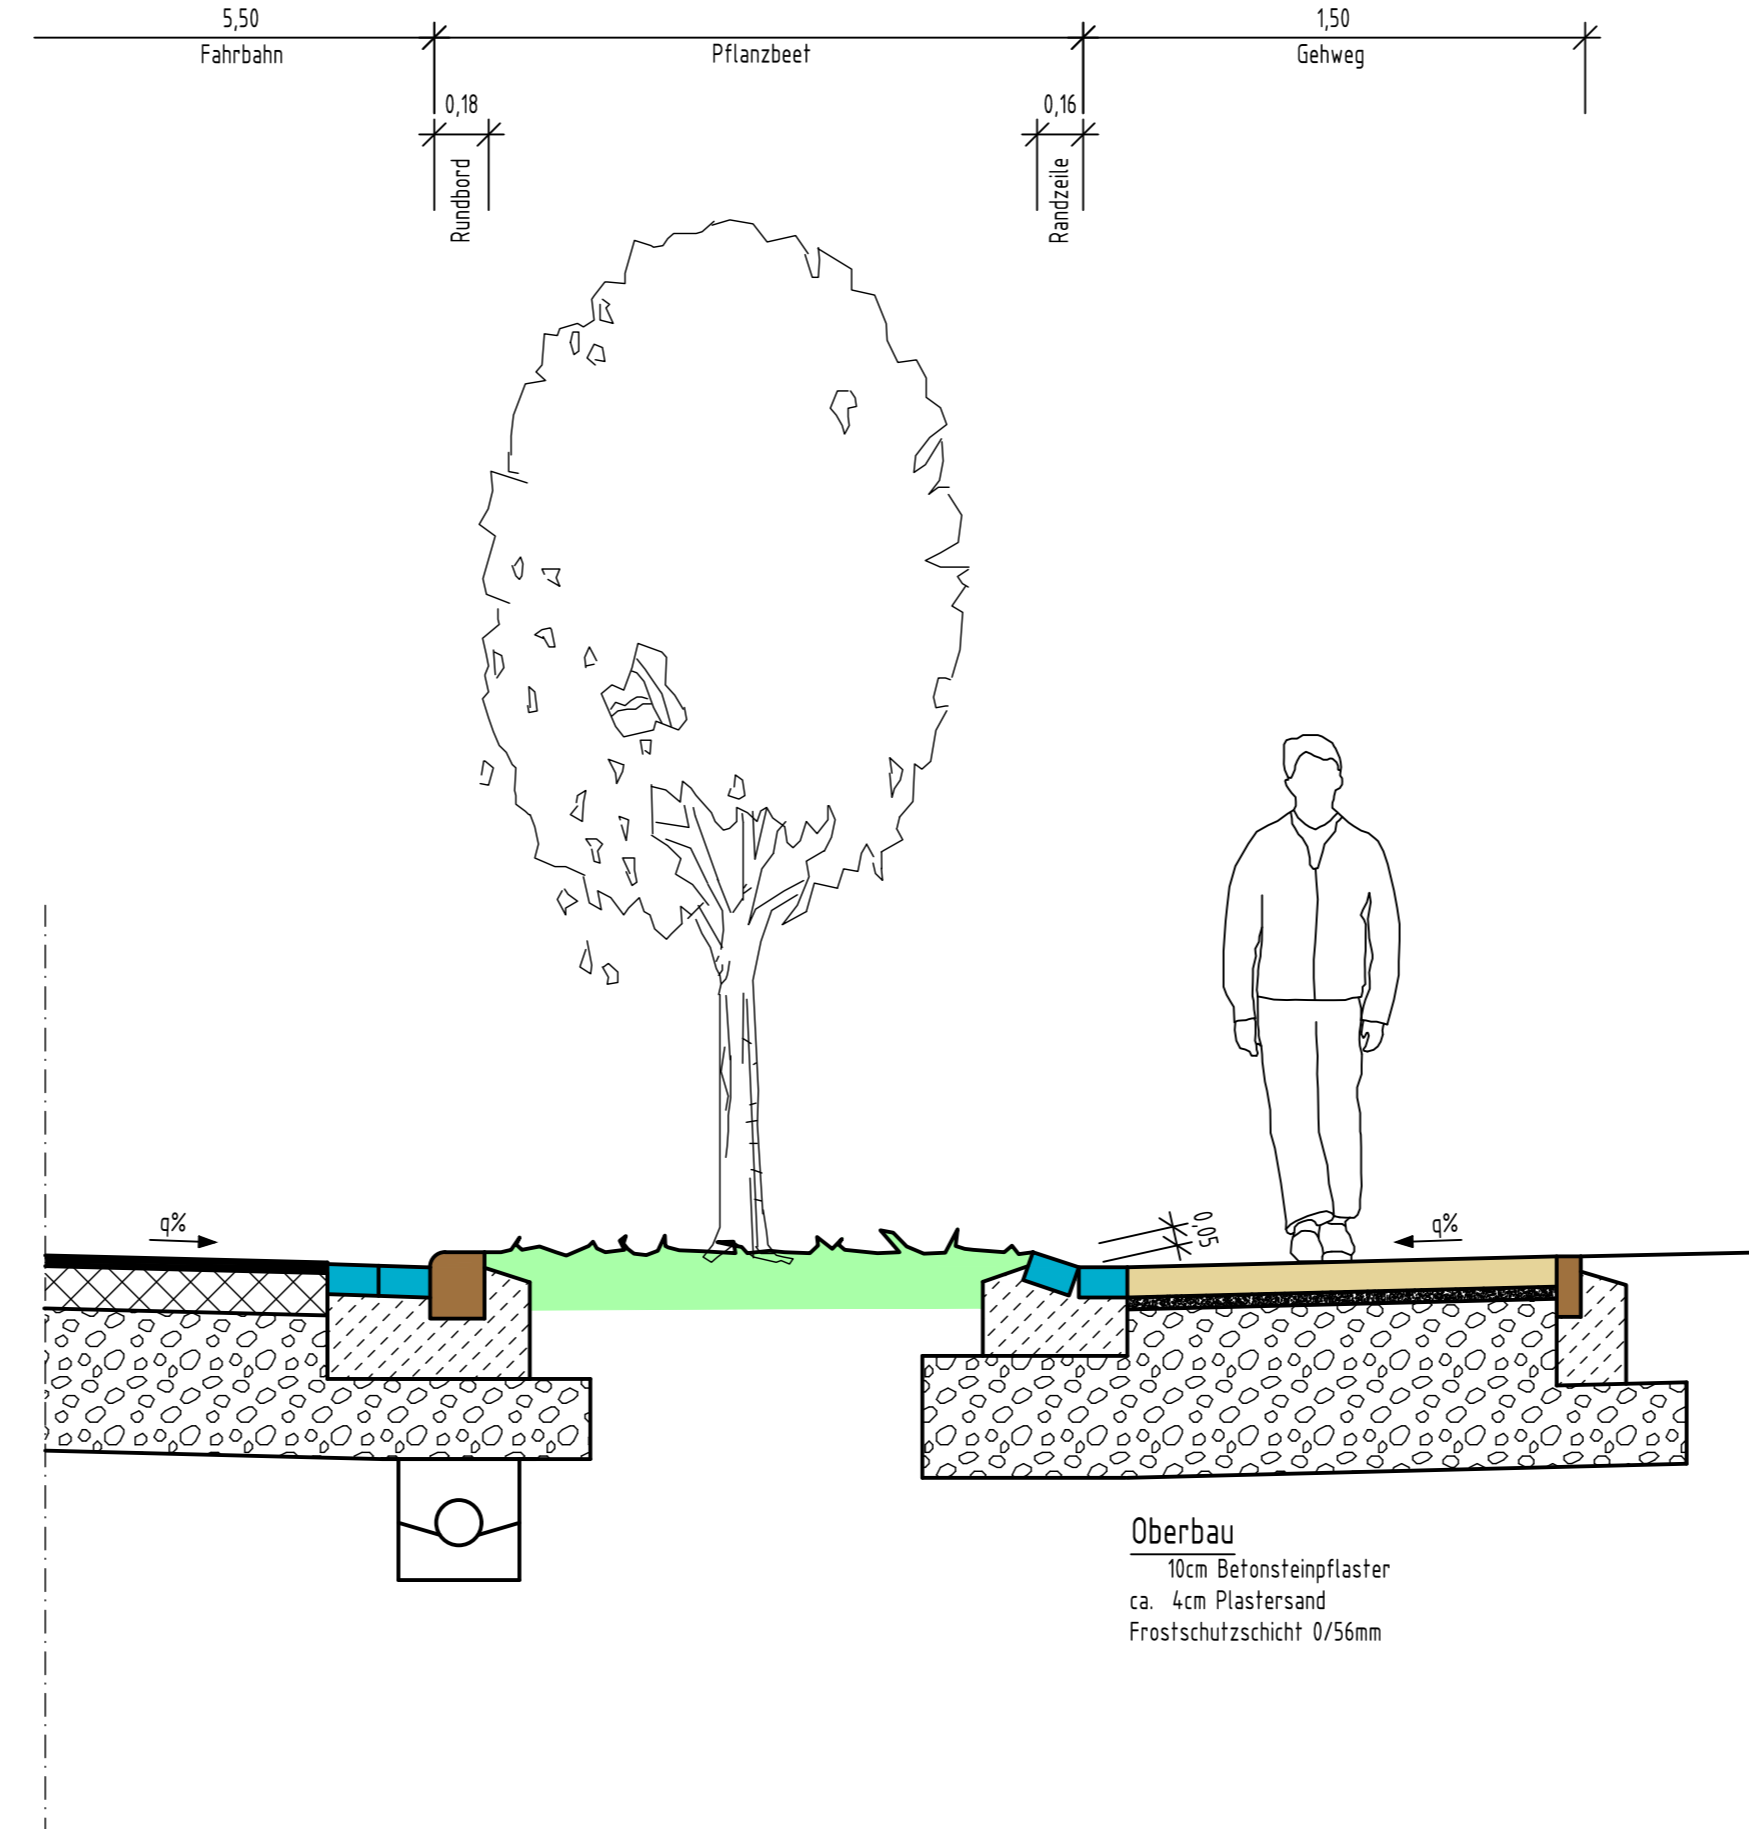 5,50
Fahrbahn
Pflanzbeet
1,50
Gehweg
0,18
Rundbord
0,16
Randzeile
q%
0,05
q%
Oberbau
10cm Betonsteinpflaster
ca. 4cm Plastersand
Frostschutzschicht 0/56mm